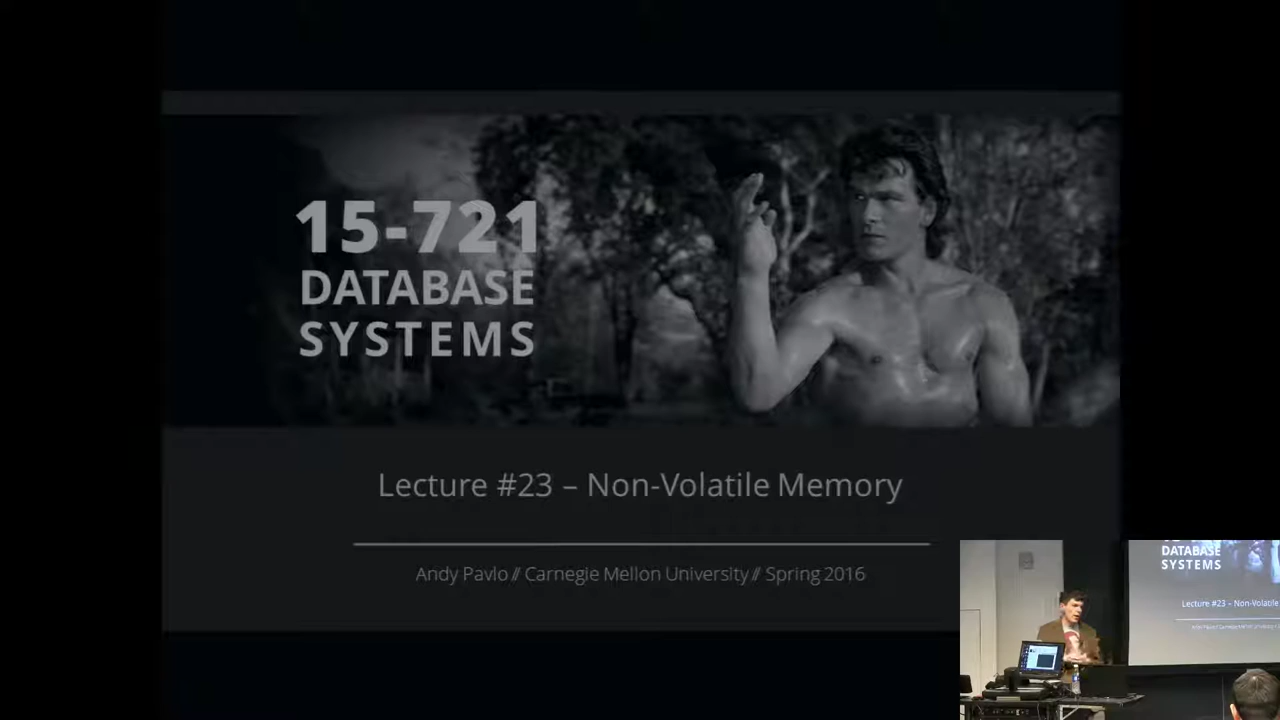 15-721
DATABASE
SYSTEMS
Lecture #23 – Non-Volatile Memory
Andy Pavlo // Carnegie Mellon University // Spring 2016
DATABASE
SYSTEMS
Lecture #23 – Non-Volatile